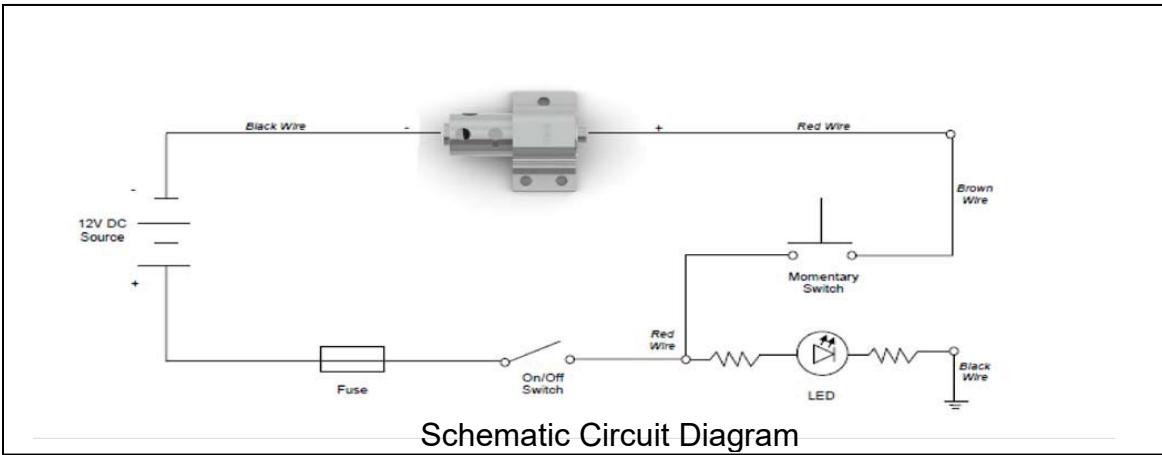 Black Wire
-
+
Red Wire
-
12V DC
Source
+
Brown
Wire
Momentary
Switch
Red
Wire
Fuse
On/Off
Switch
LED
Black
Wire
Schematic Circuit Diagram